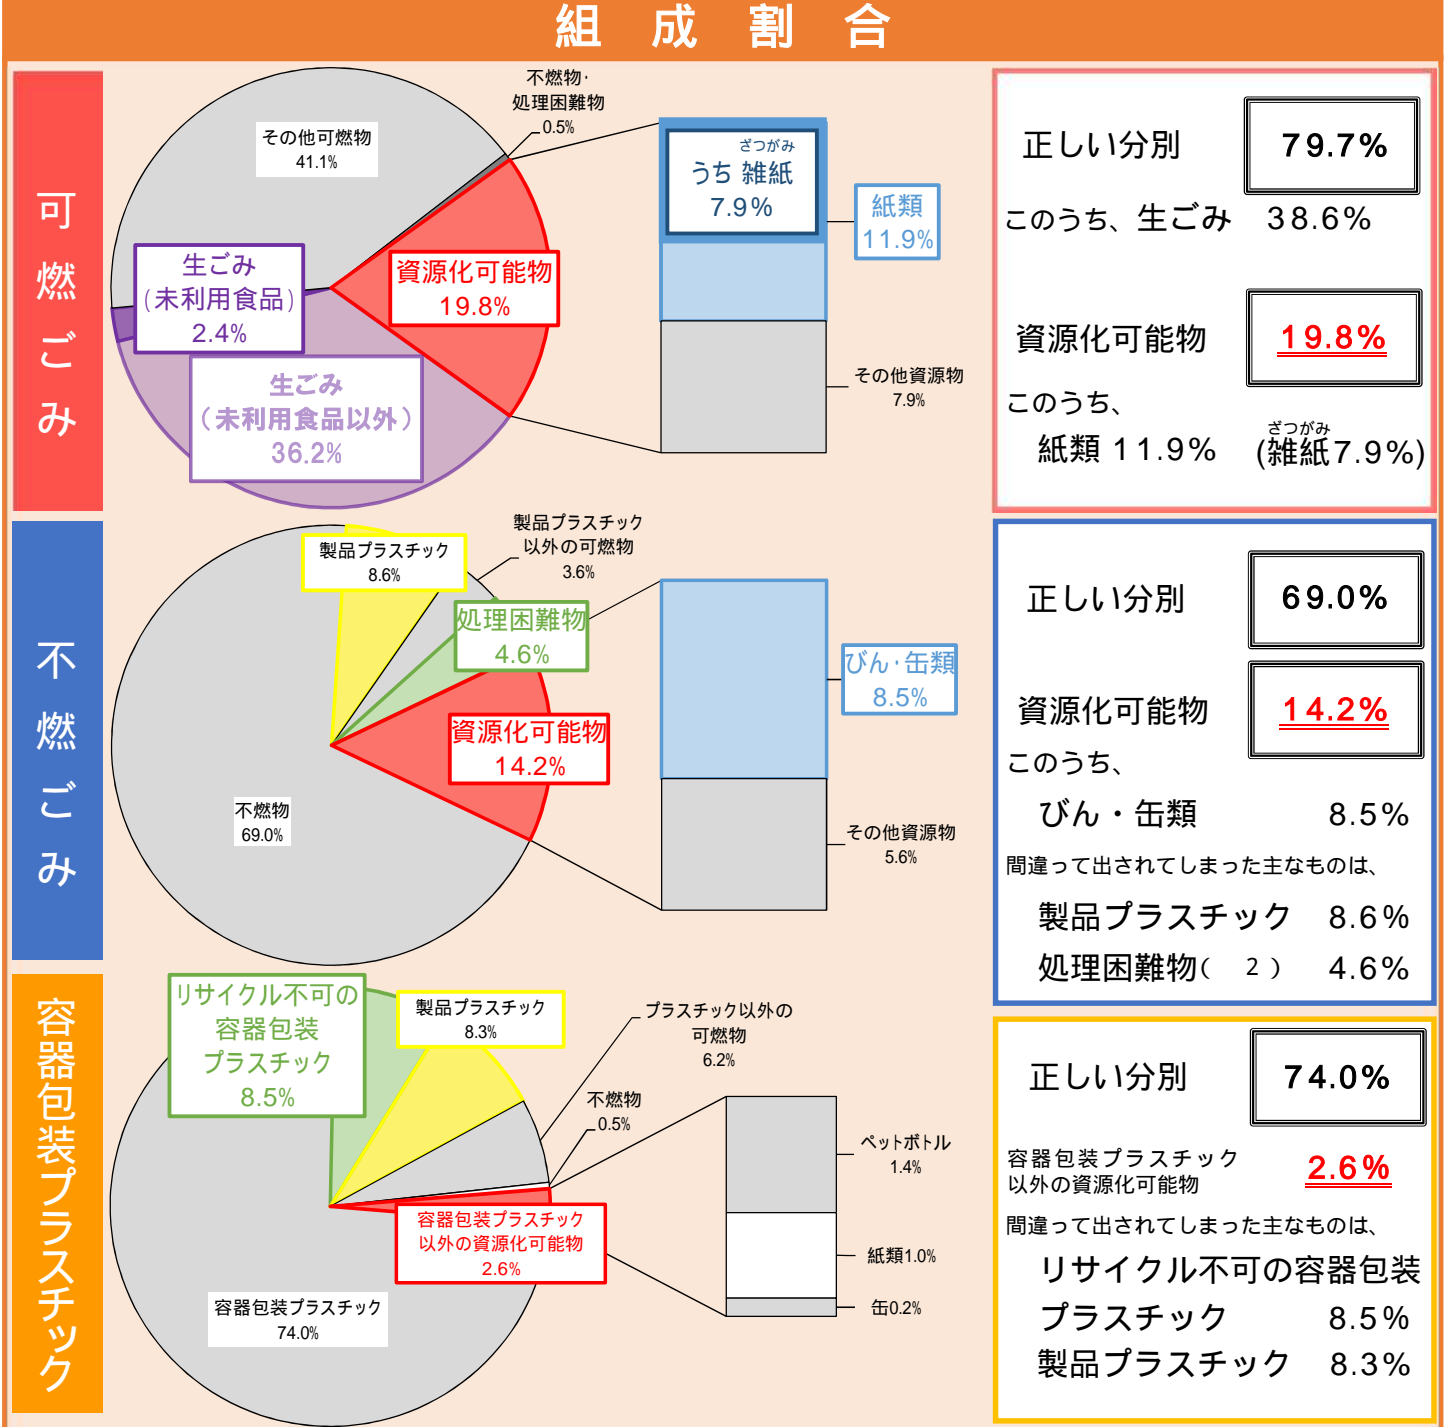 組成割合
可燃ごみ
その他可燃物
41.1%
不燃物・
処理困難物
0.5%
生ごみ
(未利用食品)
2.4%
生ごみ
(未利用食品以外)
36.2%
資源化可能物
19.8%
ざつがみ
うち 雑紙
7.9%
紙類
11.9%
その他資源物
7.9%
正しい分別 79.7%
このうち、生ごみ 38.6%
資源化可能物 19.8%
このうち、
ざつがみ
紙類 11.9% (雑紙7.9%)
不燃ごみ
製品プラスチック
8.6%
製品プラスチック
以外の可燃物
3.6%
処理困難物
4.6%
資源化可能物
14.2%
不燃物
69.0%
びん・缶類
8.5%
その他資源物
5.6%
正しい分別 69.0%
資源化可能物 14.2%
このうち、
びん・缶類 8.5%
間違って出されてしまった主なものは、
製品プラスチック 8.6%
処理困難物( 2 ) 4.6%
容器包装プラスチック
リサイクル不可の
容器包装
プラスチック
8.5%
製品プラスチック
8.3%
プラスチック以外の
可燃物
6.2%
不燃物
0.5%
容器包装プラスチック
以外の資源化可能物
2.6%
容器包装プラスチック
74.0%
ペットボトル
1.4%
紙類1.0%
缶0.2%
正しい分別 74.0%
容器包装プラスチック
以外の資源化可能物 2.6%
間違って出されてしまった主なものは、
リサイクル不可の容器包装
プラスチック 8.5%
製品プラスチック 8.3%